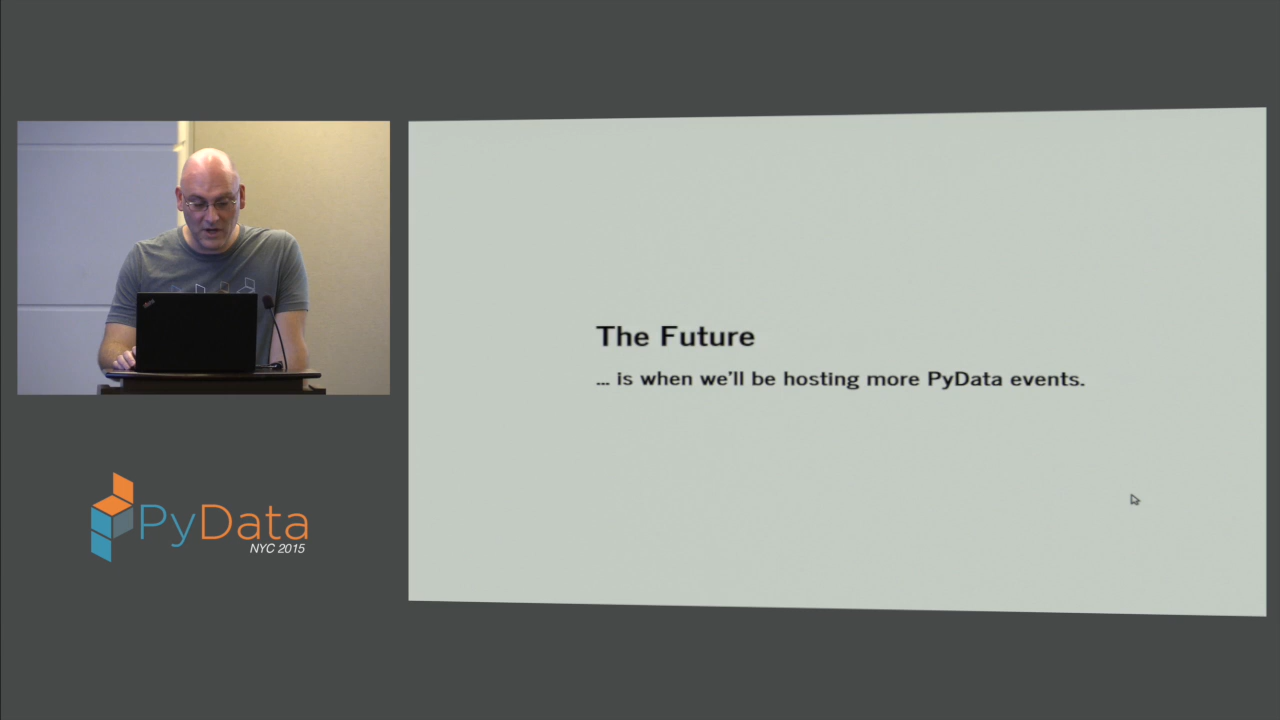 The Future
... is when we'll be hosting more PyData events.
PyData
NYC 2015